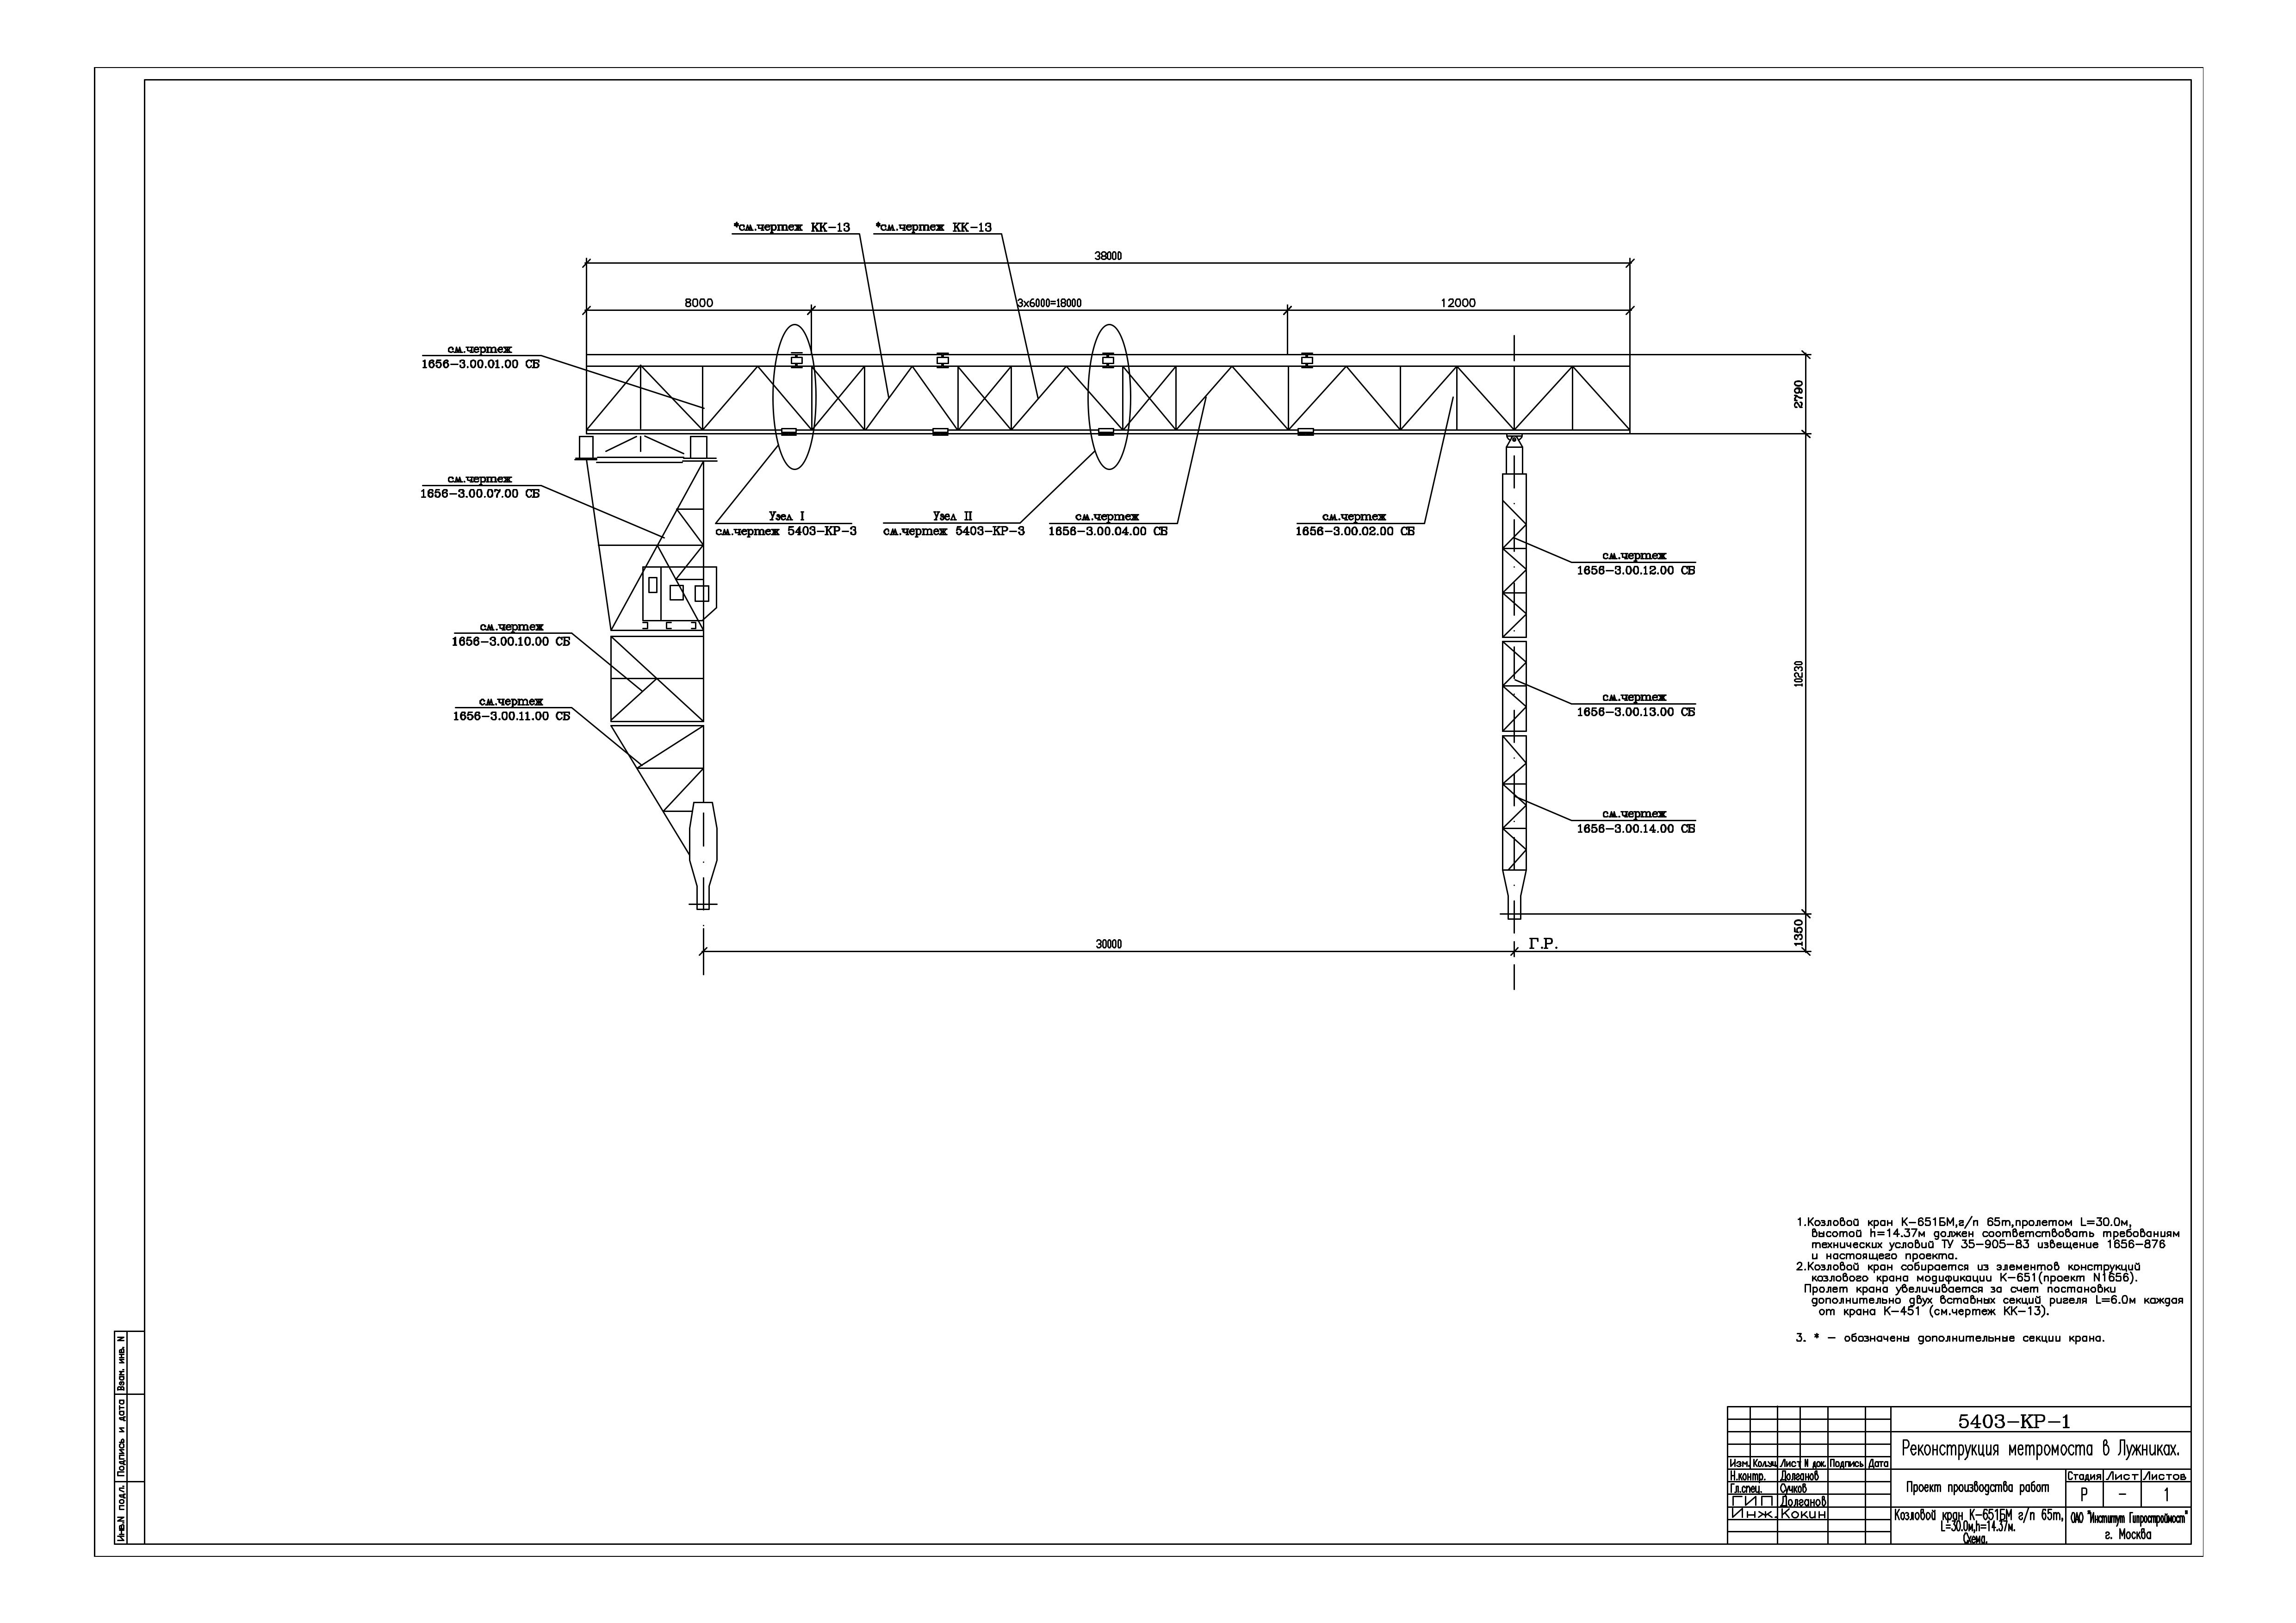 *см.чертеж КК-13
*см.чертеж КК-13
38000
8000
3х6000=18000
12000
см.чертеж
1656-3.00.01.00 СБ
2790
см.чертеж
1656-3.00.07.00 СБ
Узел I
см.чертеж 5403-КР-3
Узел II
см.чертеж 5403-КР-3
см.чертеж
1656-3.00.04.00 СБ
см.чертеж
1656-3.00.02.00 СБ
см.чертеж
1656-3.00.12.00 СБ
см.чертеж
1656-3.00.10.00 СБ
10230
см.чертеж
1656-3.00.11.00 СБ
см.чертеж
1656-3.00.13.00 СБ
см.чертеж
1656-3.00.14.00 СБ
30000
Г.Р.
1350
1.Козловой кран К-651БМ,г/п 65т,пролетом L=30.0м,
высотой h=14.37м должен соответствовать требованиям
технических условий ТУ 35-905-83 извещение 1656-876
и настоящего проекта.
2.Козловой кран собирается из элементов конструкций
козлового крана модификации К-651(проект N1656).
Пролет крана увеличивается за счет постановки
дополнительно двух вставных секций ригеля L=6.0м каждая
от крана К-451 (см.чертеж КК-13).
3. * - обозначены дополнительные секции крана.
Взам. инв. N
Подпись и дата
Инв.N подл.
5403-КР-1
Реконструкция метромоста в Лужниках.
Изм. Кол.уч Лист N док. Подпись Дата
Н.контр. Долганов
Гл.спец. Сучков
ГИП Долганов
Инж. Кокин
Проект производства работ
Стадия Лист Листов
Р - 1
Козловой кран К-651БМ г/п 65т,
L=30.0м,h=14.37м.
Схема.
ОАО "Институт Гипростроймост"
г. Москва